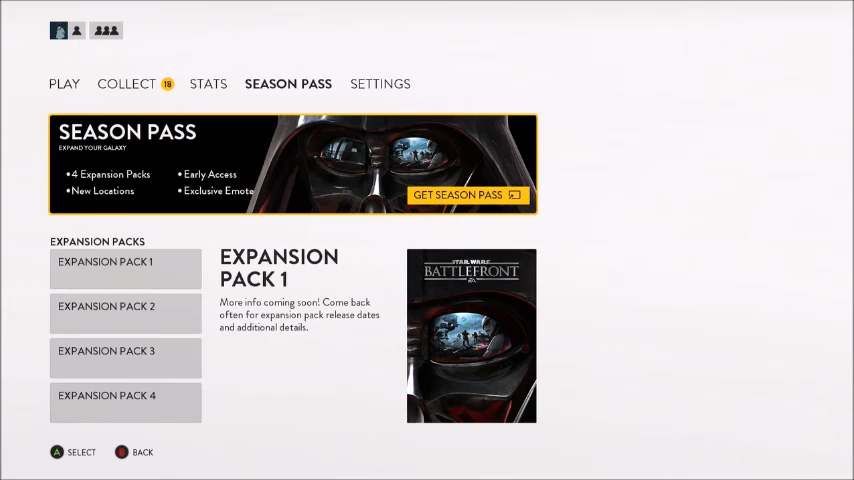 PLAY COLLECT 18 STATS SEASON PASS SETTINGS
SEASON PASS
EXPAND YOUR GALAXY
•4 Expansion Packs •Early Access
•New Locations •Exclusive Emote
GET SEASON PASS
EXPANSION PACKS
EXPANSION PACK 1
EXPANSION PACK 2
EXPANSION PACK 3
EXPANSION PACK 4
EXPANSION
PACK 1
More info coming soon! Come back
often for expansion pack release dates
and additional details.
STAR WARS
BATTLEFRONT
EA
A SELECT B BACK